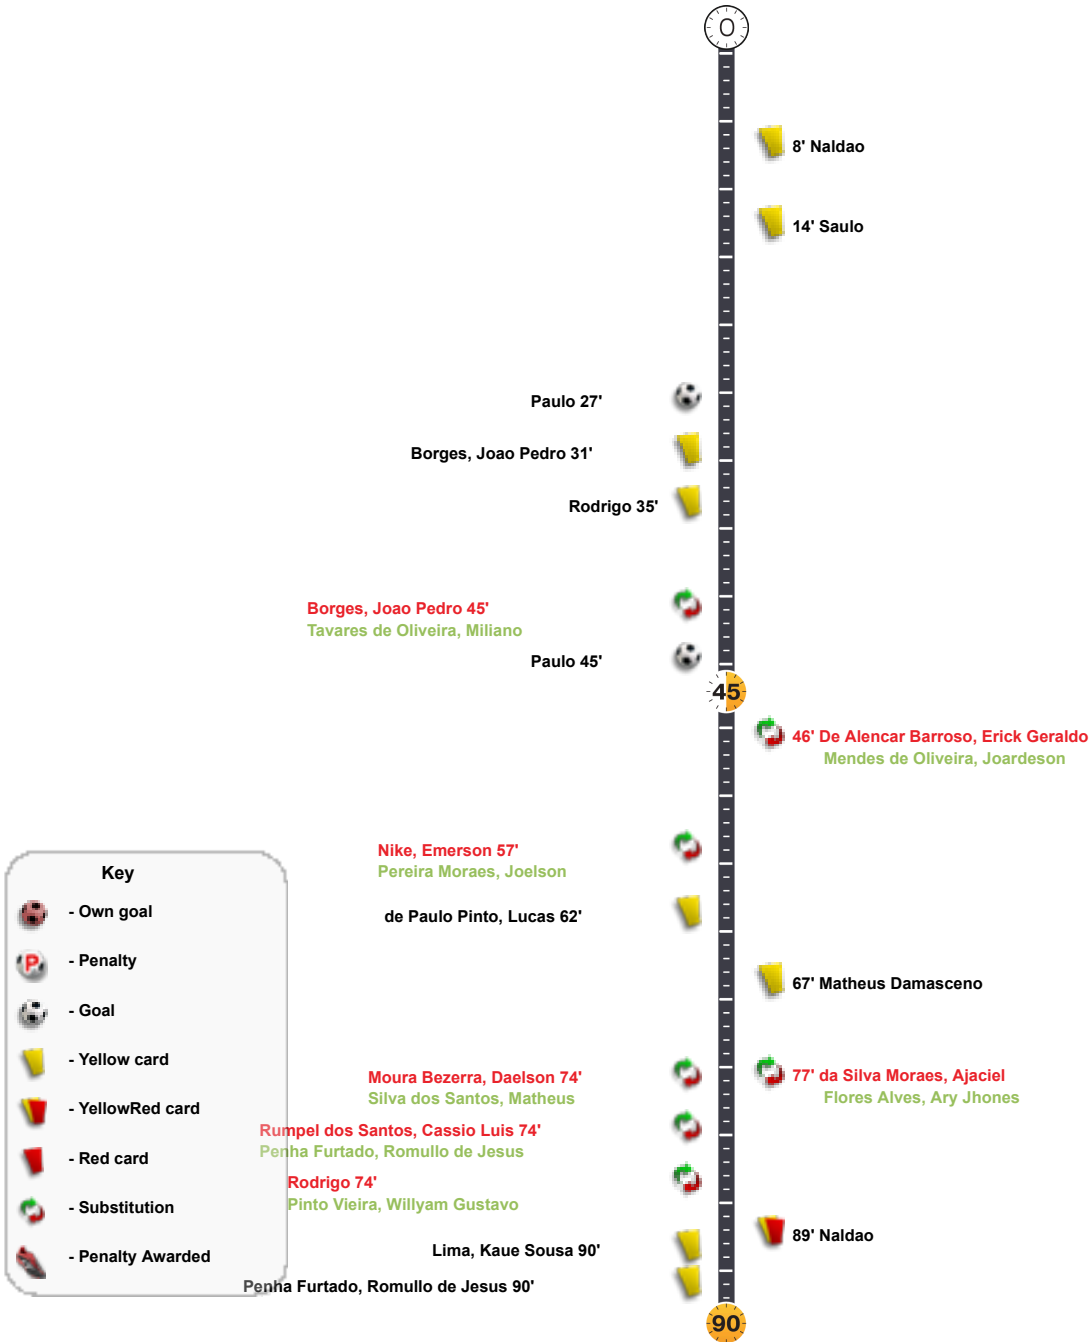 0
8' Naldao
14' Saulo
Paulo 27'
Borges, Joao Pedro 31'
Rodrigo 35'
Borges, Joao Pedro 45'
Tavares de Oliveira, Miliano
Paulo 45'
45
46' De Alencar Barroso, Erick Geraldo
Mendes de Oliveira, Joardeson
Nike, Emerson 57'
Pereira Moraes, Joelson
de Paulo Pinto, Lucas 62'
67' Matheus Damasceno
Moura Bezerra, Daelson 74'
Silva dos Santos, Matheus
77' da Silva Moraes, Ajaciel
Flores Alves, Ary Jhones
Rumpel dos Santos, Cassio Luis 74'
Penha Furtado, Romullo de Jesus
Rodrigo 74'
Pinto Vieira, Willyam Gustavo
89' Naldao
Lima, Kaue Sousa 90'
Penha Furtado, Romullo de Jesus 90'
90
Key
- Own goal
P
- Penalty
- Goal
- Yellow card
- YellowRed card
- Red card
- Substitution
- Penalty Awarded